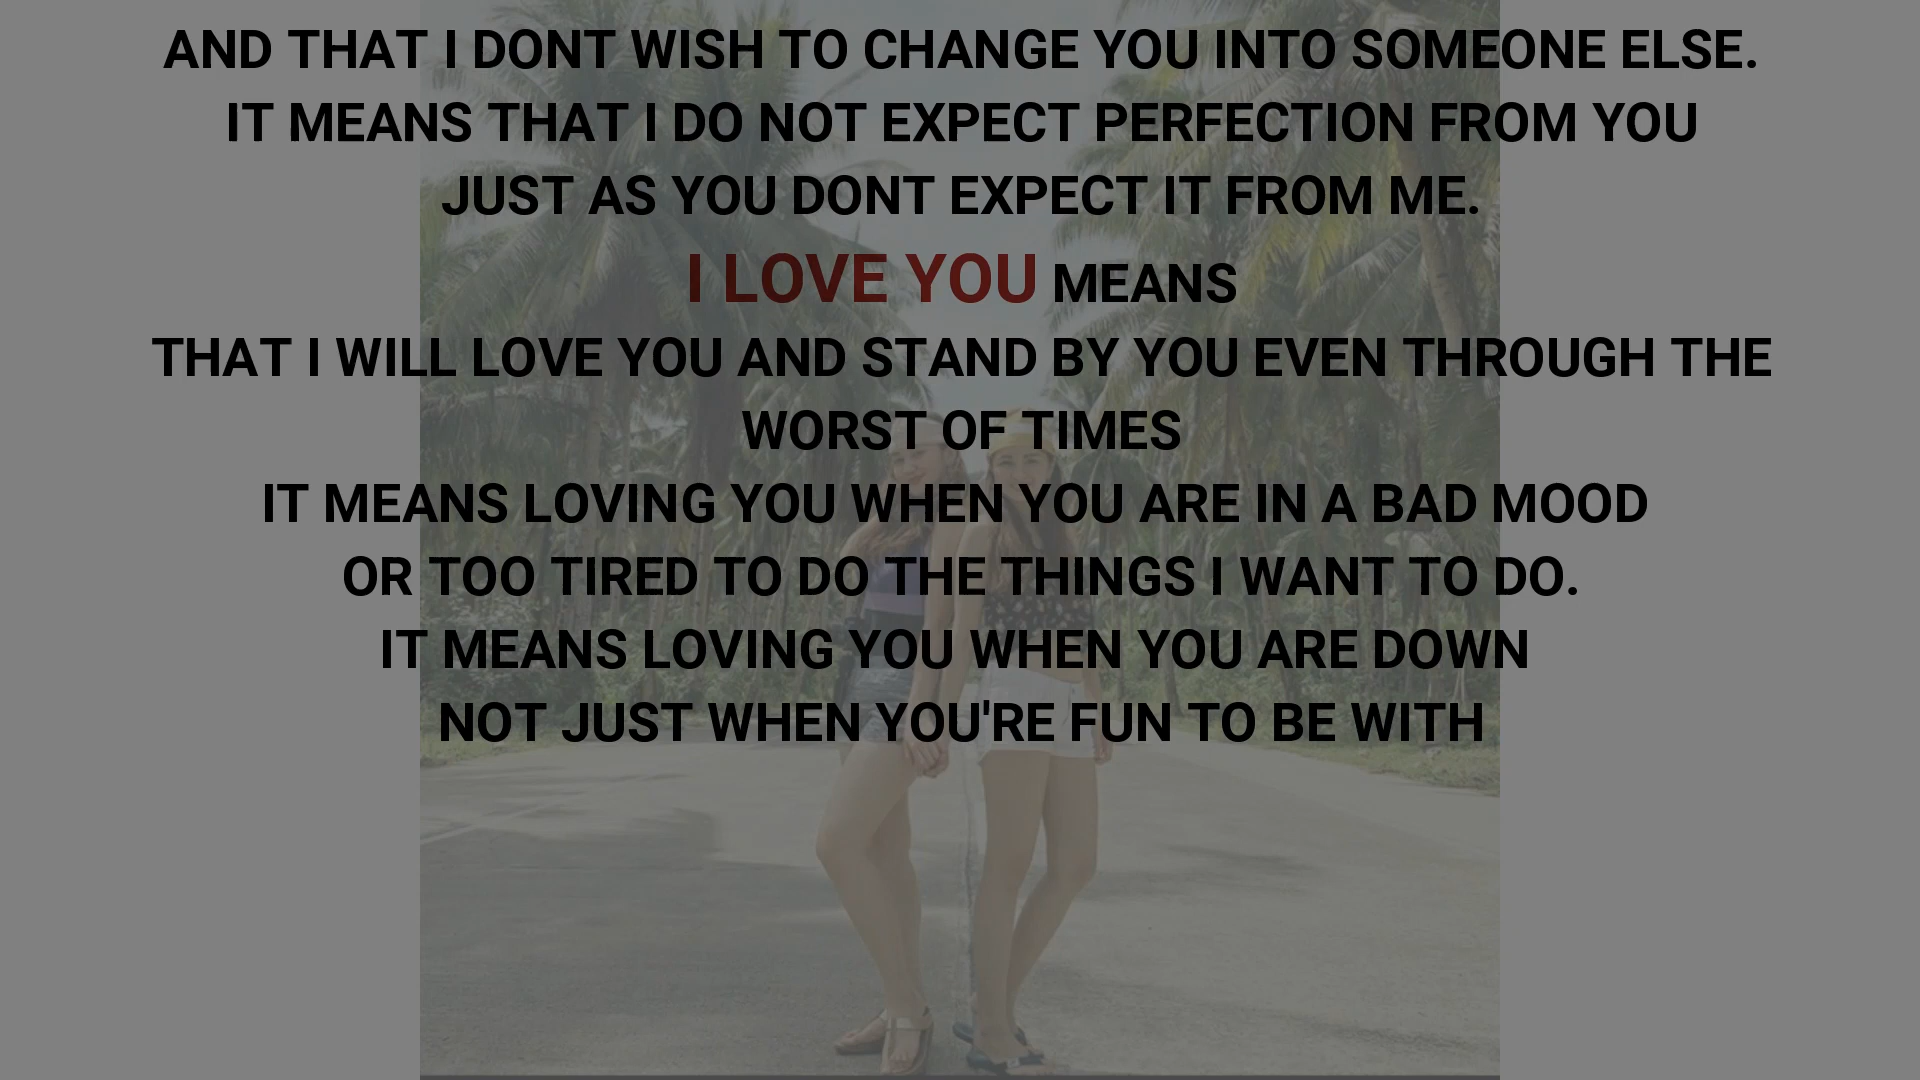 AND THAT I DONT WISH TO CHANGE YOU INTO SOMEONE ELSE.
IT MEANS THAT I DO NOT EXPECT PERFECTION FROM YOU
JUST AS YOU DONT EXPECT IT FROM ME.
I LOVE YOU MEANS
THAT I WILL LOVE YOU AND STAND BY YOU EVEN THROUGH THE
WORST OF TIMES
IT MEANS LOVING YOU WHEN YOU ARE IN A BAD MOOD
OR TOO TIRED TO DO THE THINGS I WANT TO DO.
IT MEANS LOVING YOU WHEN YOU ARE DOWN
NOT JUST WHEN YOU'RE FUN TO BE WITH